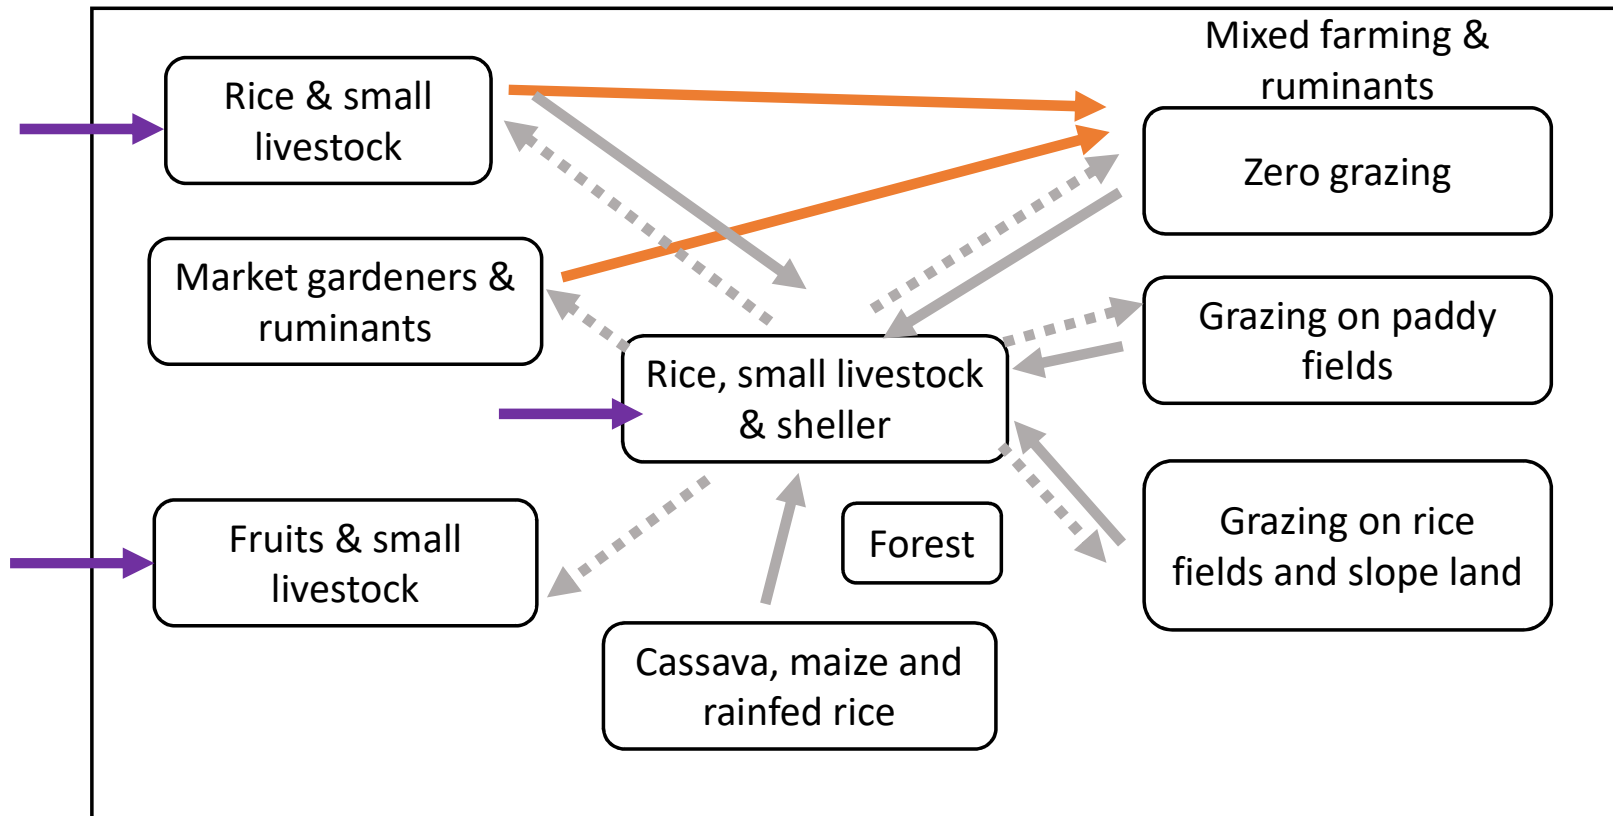 Mixed farming &
ruminants
Rice & small
livestock
Zero grazing
Market gardeners &
ruminants
Grazing on paddy
fields
Rice, small livestock
& sheller
Fruits & small
livestock
Forest
Grazing on rice
fields and slope land
Cassava, maize and
rainfed rice